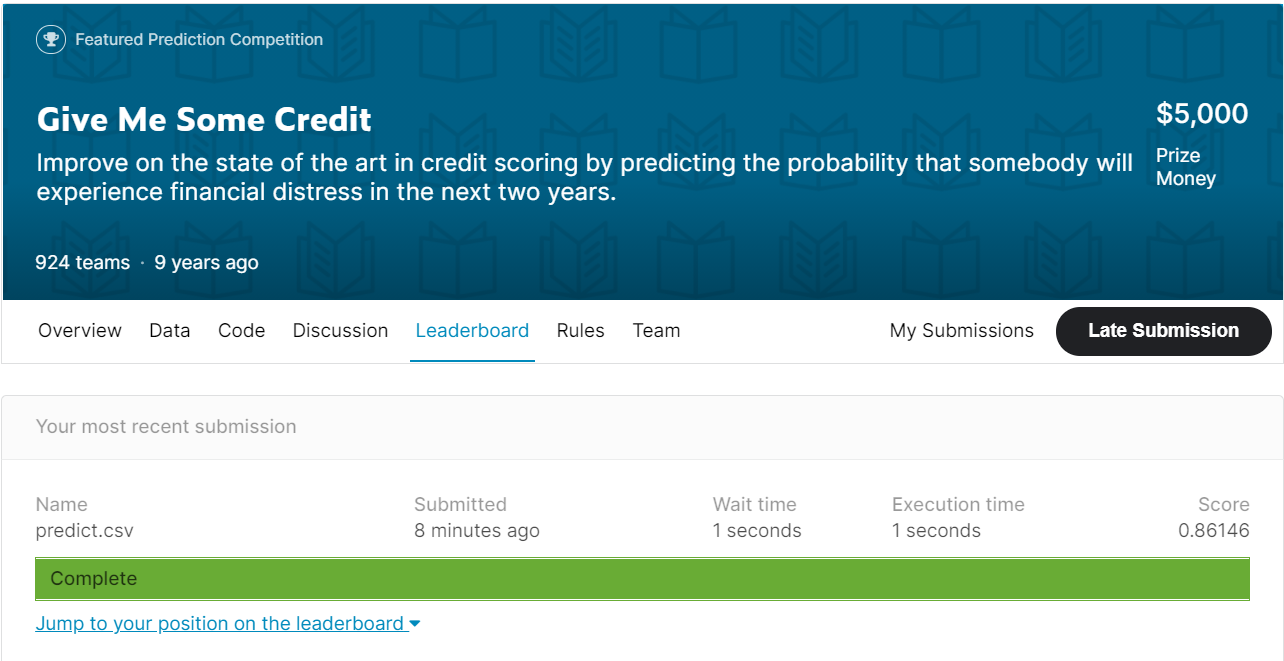 Featured Prediction Competition
Give Me Some Credit
$5,000
Improve on the state of the art in credit scoring by predicting the probability that somebody will
experience financial distress in the next two years.
Prize
Money
924 teams · 9 years ago
Overview Data Code Discussion Leaderboard Rules Team My Submissions Late Submission
Your most recent submission
Name Submitted Wait time Execution time Score
predict.csv 8 minutes ago 1 seconds 1 seconds 0.86146
Complete
Jump to your position on the leaderboard